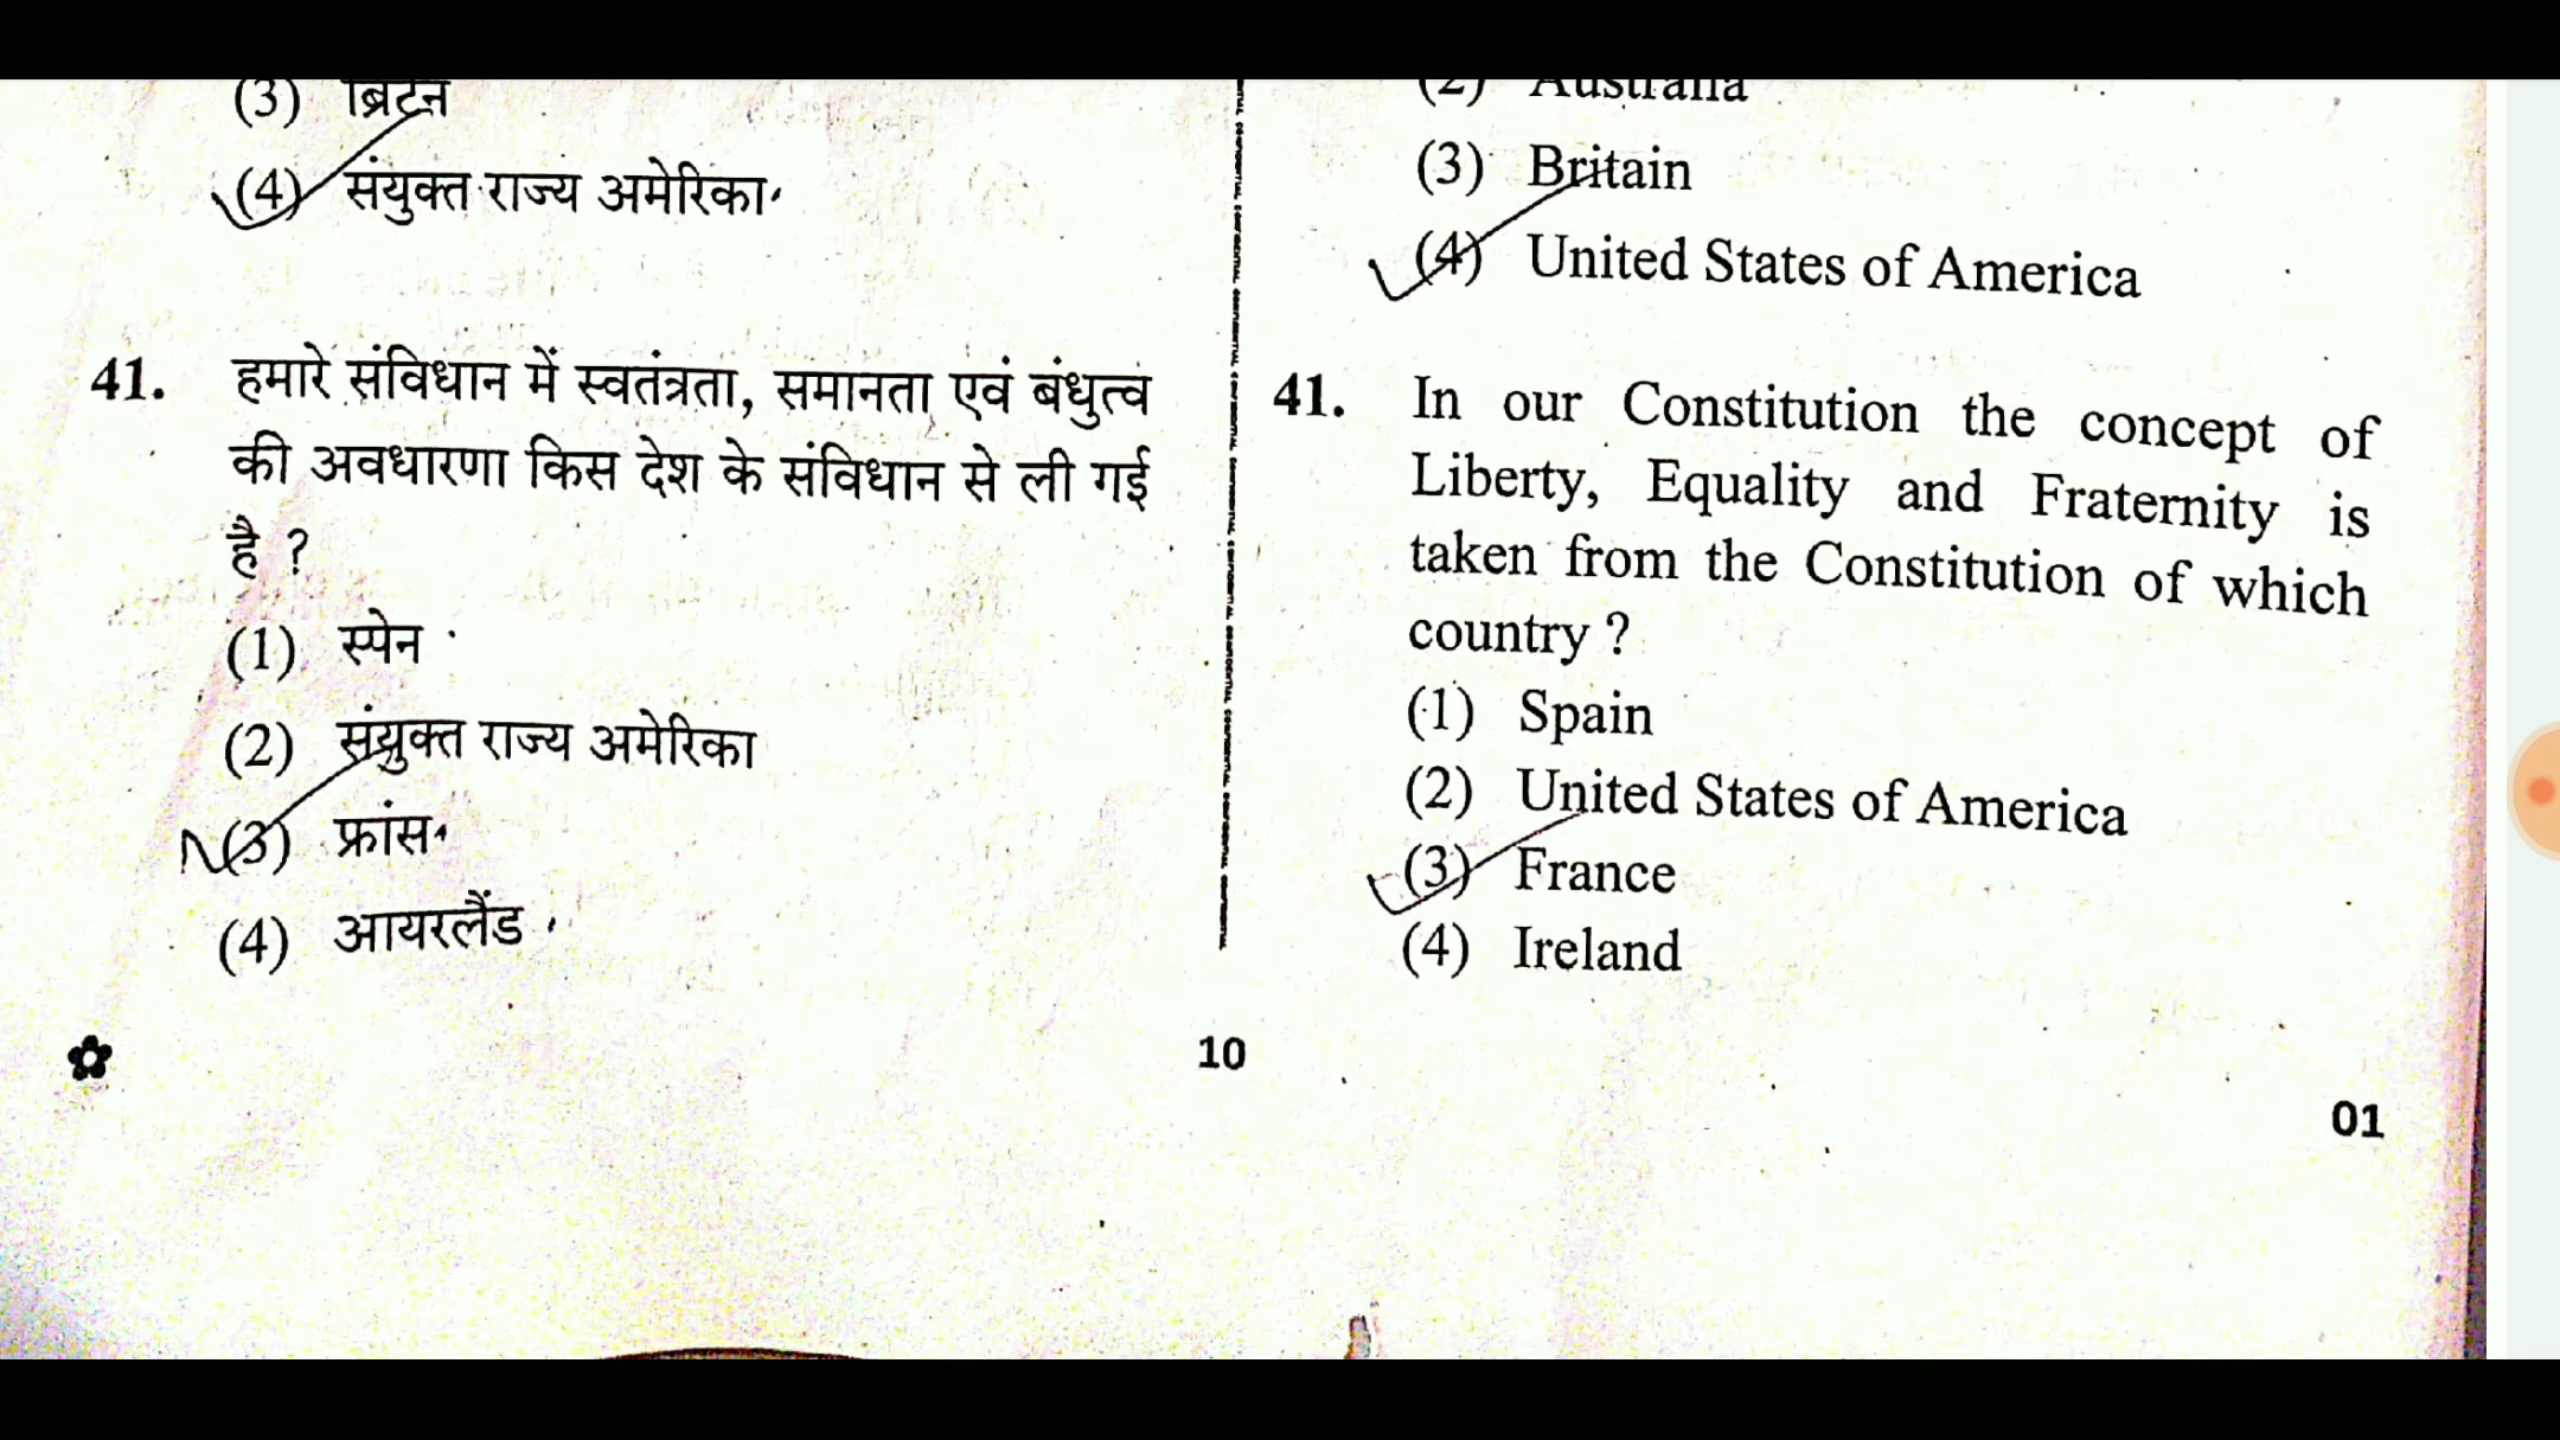 (3) ब्रिटेन
(4) संयुक्त राज्य अमेरिका
41. हमारे संविधान में स्वतंत्रता, समानता एवं बंधुत्व
की अवधारणा किस देश के संविधान से ली गई
है ?
(1) स्पेन
(2) संयुक्त राज्य अमेरिका
(3) फ्रांस
(4) आयरलैंड
(2) Australia
(3) Britain
(4) United States of America
41. In our Constitution the concept of
Liberty, Equality and Fraternity is
taken from the Constitution of which
country ?
(1) Spain
(2) United States of America
(3) France
(4) Ireland
10
01